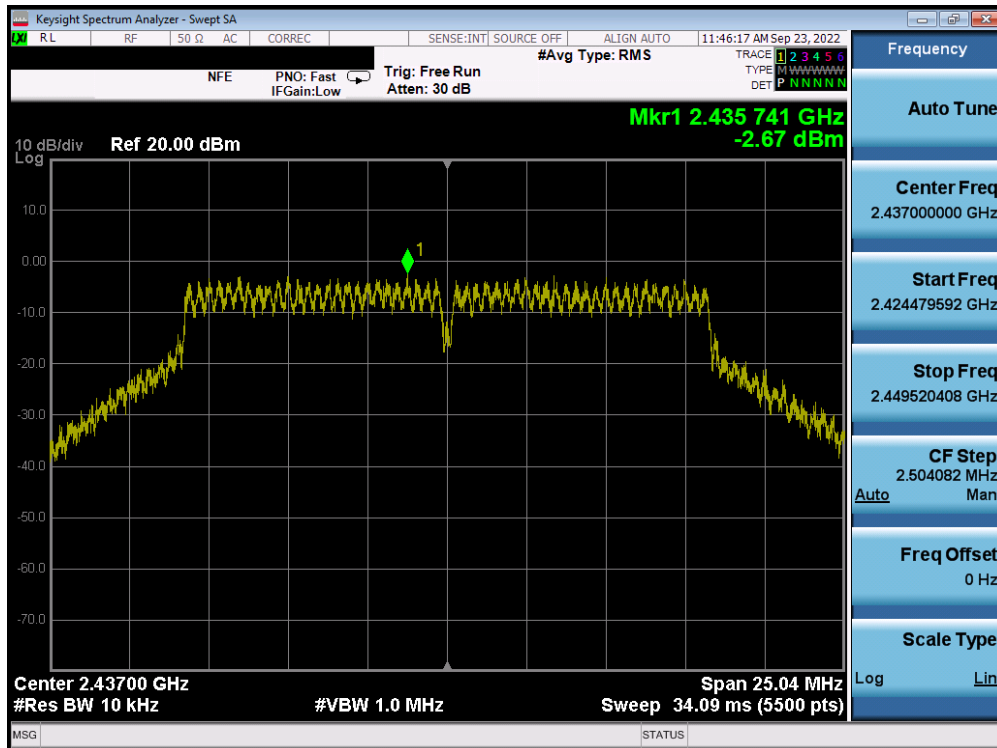 Keysight Spectrum Analyzer - Swept SA
LXI RL RF 50 Ω AC CORREC SENSE:INT SOURCE OFF ALIGN AUTO 11:46:17 AM Sep 23, 2022
NFE PNO: Fast IFGain:Low
Trig: Free Run
Atten: 30 dB
#Avg Type: RMS
TRACE 1 2 3 4 5 6
TYPE M WWWWW
DET P N N N N N
Mkr1 2.435 741 GHz
-2.67 dBm
10 dB/div Ref 20.00 dBm
Log
10.0
0.00
-10.0
-20.0
-30.0
-40.0
-50.0
-60.0
-70.0
1
Center 2.43700 GHz Span 25.04 MHz
#Res BW 10 kHz #VBW 1.0 MHz Sweep 34.09 ms (5500 pts)
MSG STATUS
Frequency
Auto Tune
Center Freq
2.437000000 GHz
Start Freq
2.424479592 GHz
Stop Freq
2.449520408 GHz
CF Step
2.504082 MHz
Auto Man
Freq Offset
0 Hz
Scale Type
Log Lin